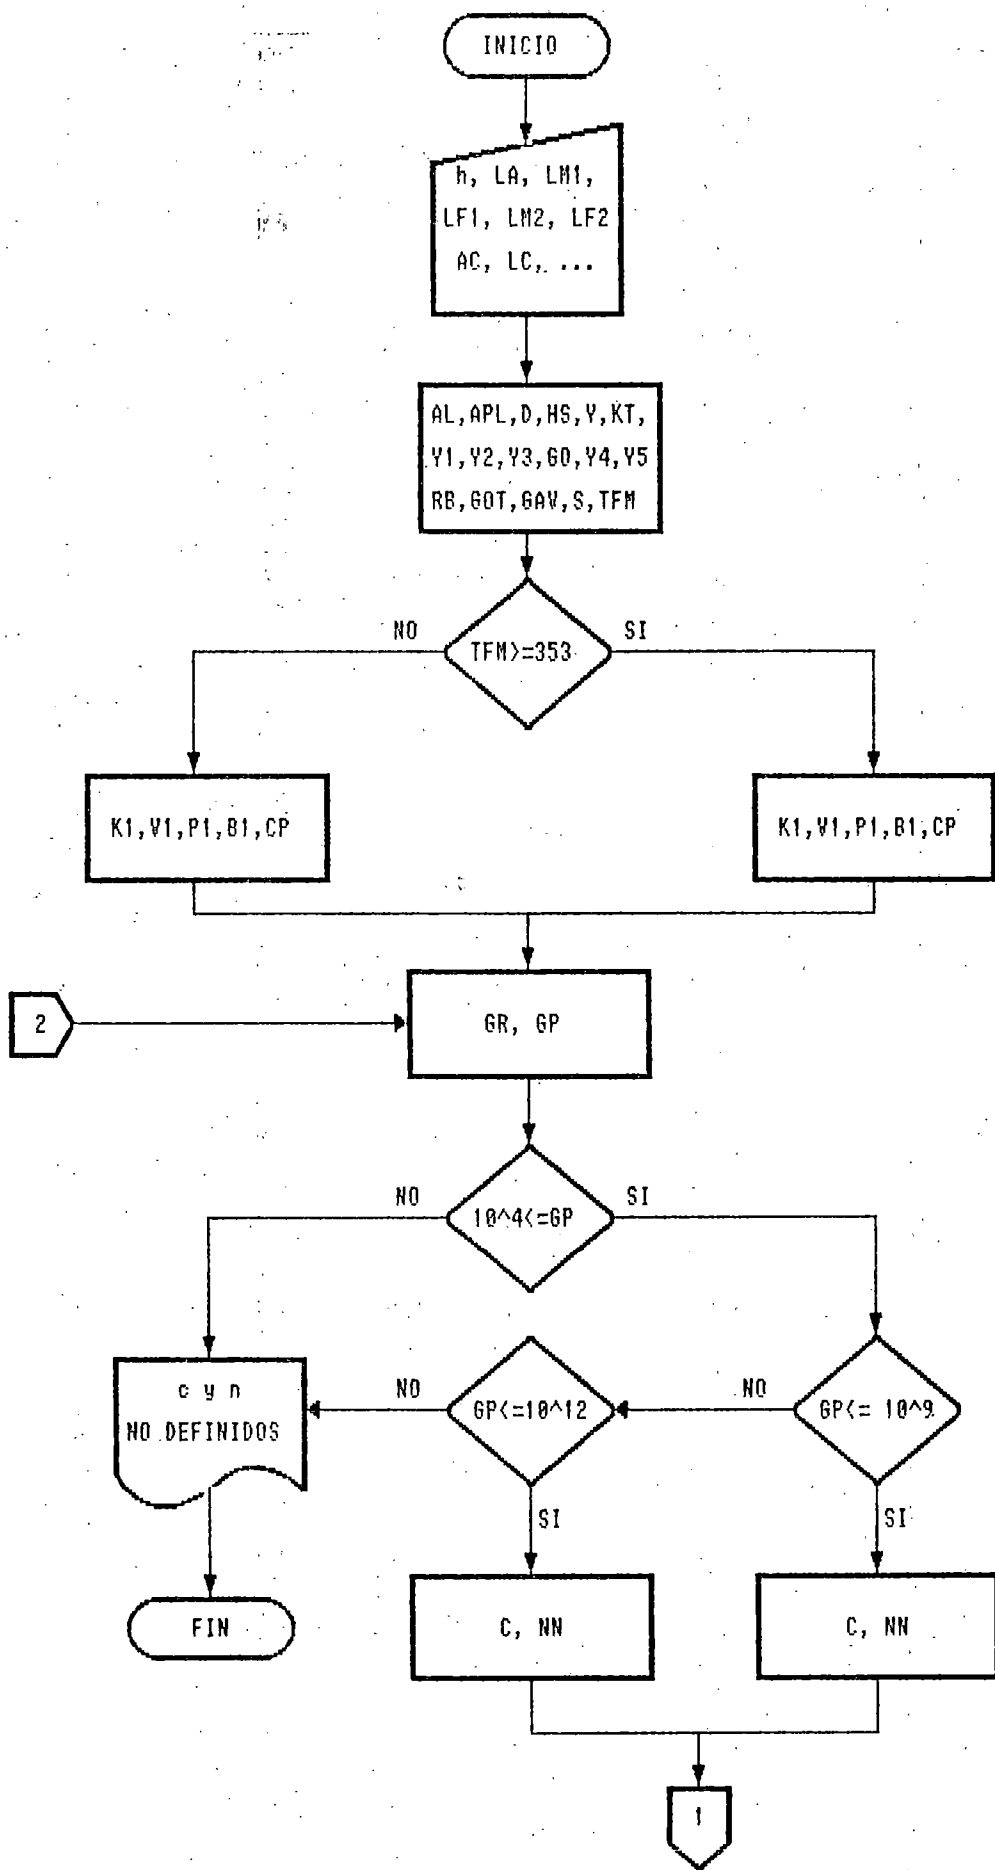 INICIO
h, LA, LM1,
LF1, LM2, LF2
AC, LC, ...
AL,APL,D,HS,Y,KT,
Y1,Y2,Y3,GO,Y4,Y5
RB,GOT,GAV,S,TFM
NO
TFM>=353
SI
K1,V1,P1,B1,CP
K1,V1,P1,B1,CP
2
GR, GP
NO
10^4<=GP
SI
c y n
NO DEFINIDOS
NO
GP<=10^12
NO
GP<= 10^9
SI
SI
FIN
C, NN
C, NN
1